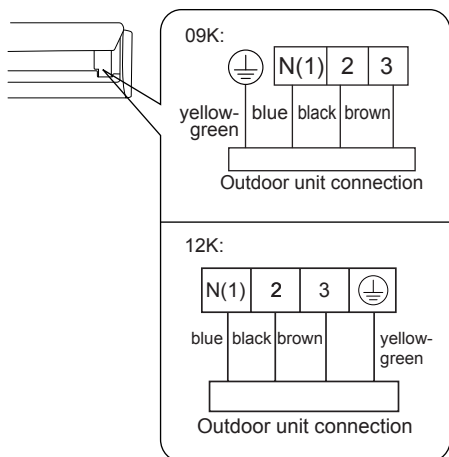 09K:
N(1) 2 3
yellow-
green
blue black brown
Outdoor unit connection
12K:
N(1) 2 3
blue black brown
yellow-
green
Outdoor unit connection